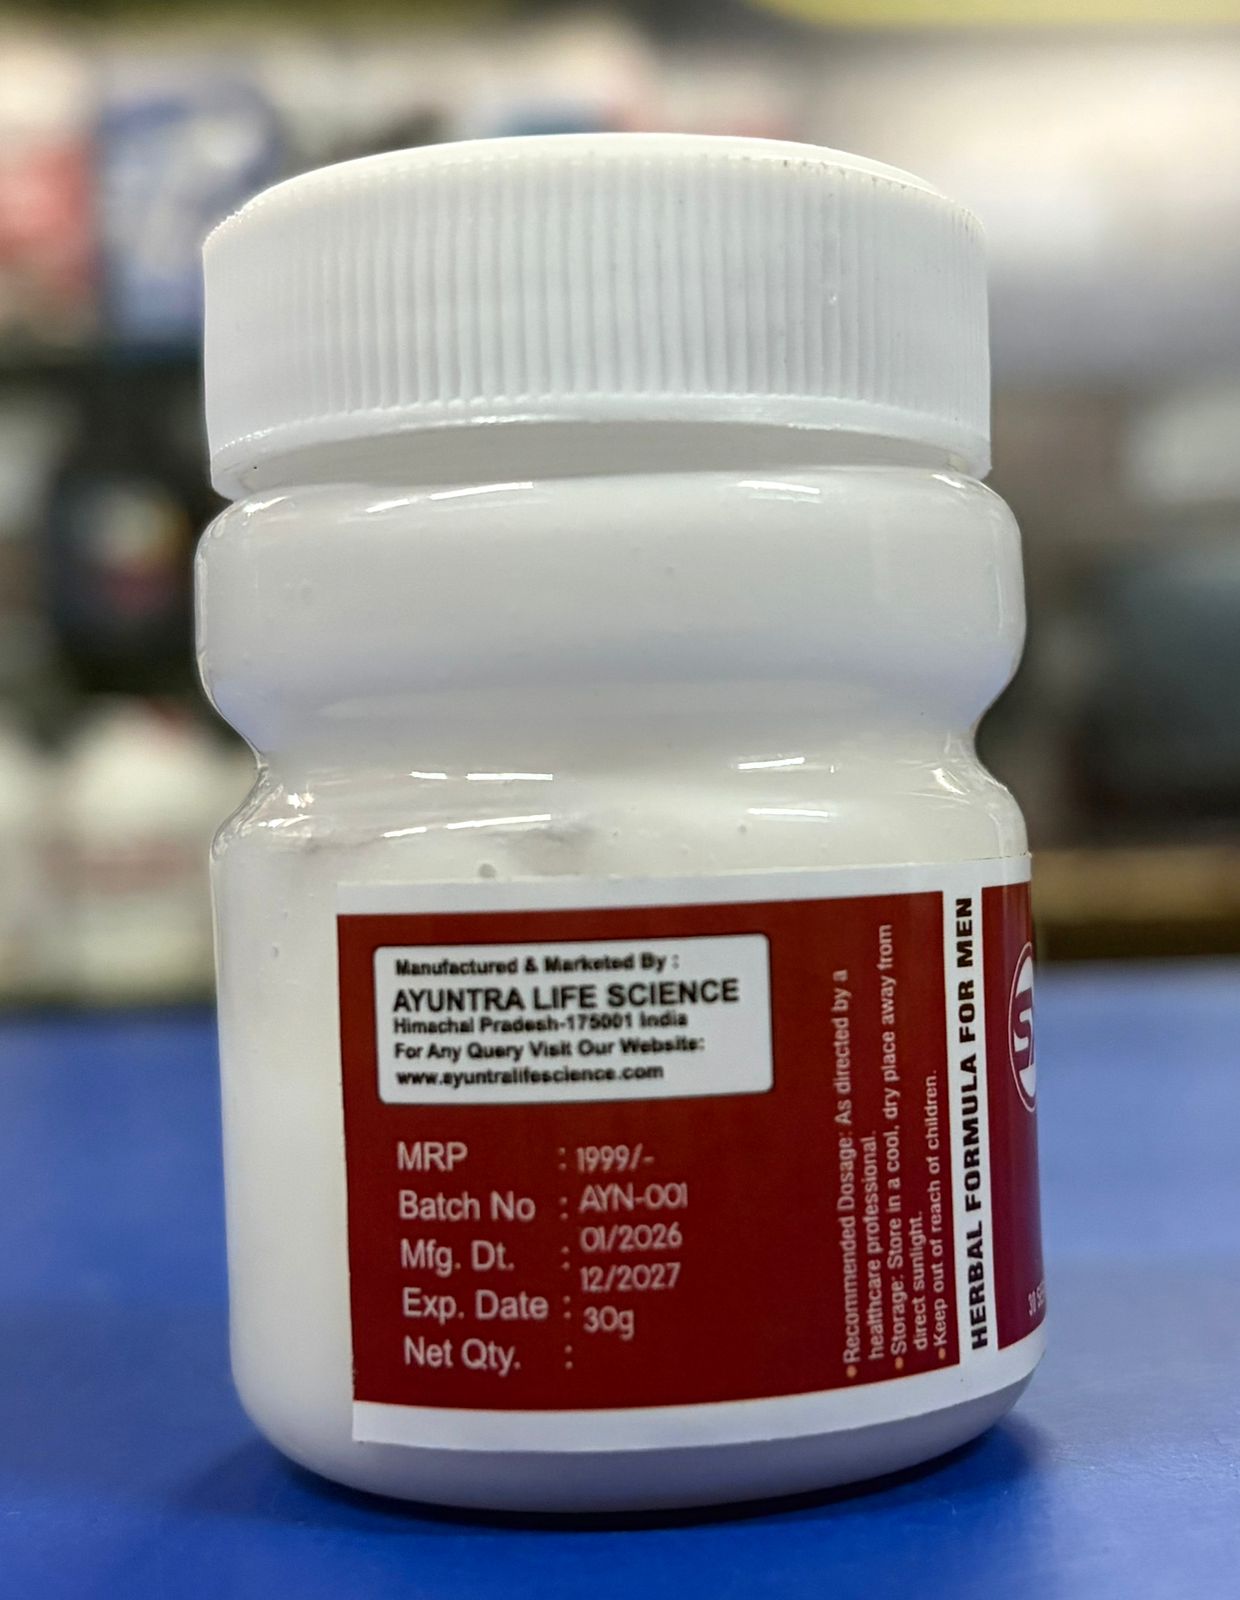 Manufactured & Marketed By :
AYUNTRA LIFE SCIENCE
Himachal Pradesh-175001 India
For Any Query Visit Our Website:
www.ayuntralifescience.com
MRP : 1999/-
Batch No : AYN-001
Mfg. Dt. : 01/2026
Exp. Date : 12/2027
Net Qty. : 30g
• Recommended Dosage: As directed by a
healthcare professional.
• Storage: Store in a cool, dry place away from
direct sunlight.
• Keep out of reach of children.
HERBAL FORMULA FOR MEN
30